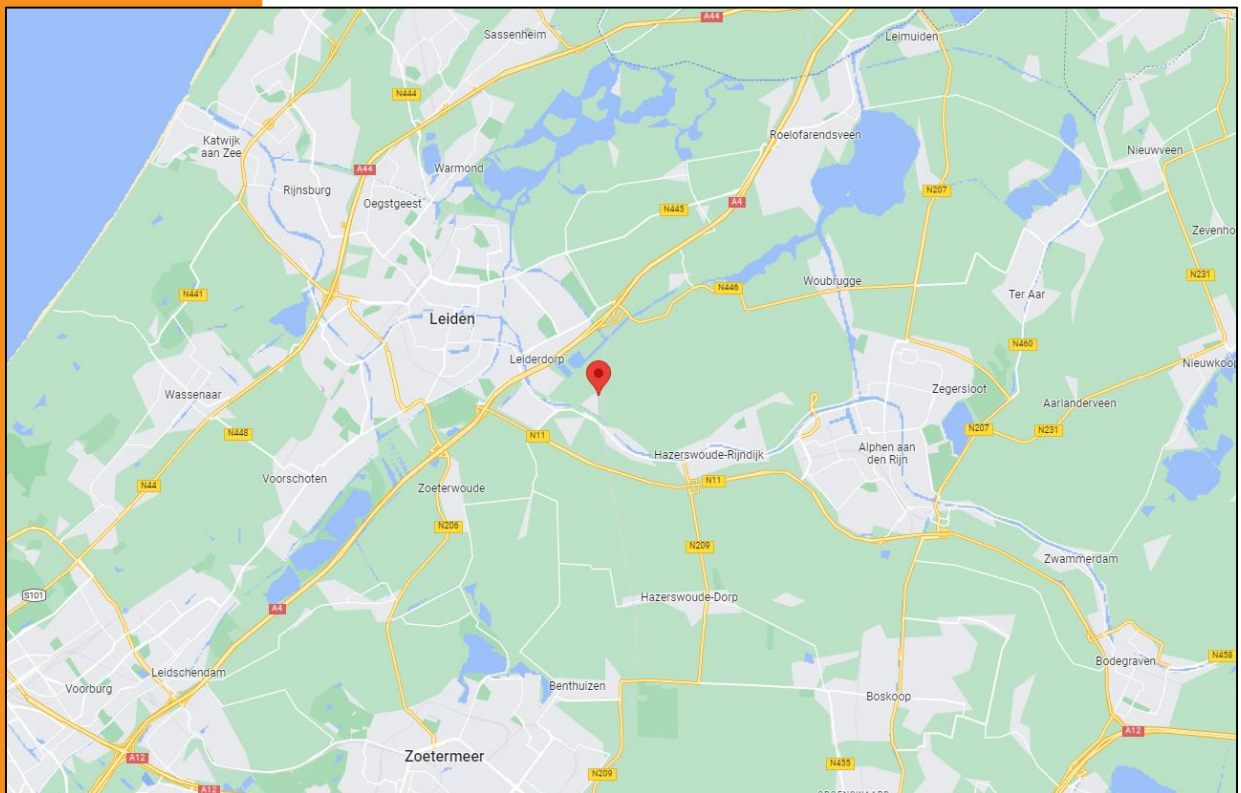 A44
Sassenheim
Leimuiden
N444
Katwijk
aan Zee
Roelofarendsveen
Nieuwveen
A44
Warmond
Rijnsburg
Oegstgeest
N207
A4
N445
Zevenho
N441
N446
Woubrugge
N231
Ter Aar
Leiden
N460
Leiderdorp
Nieuwkoop
Wassenaar
Zegersloot
Aarlanderveen
N448
N11
N207
N231
Hazerswoude-Rijndijk
Alphen aan
den Rijn
Voorschoten
N44
Zoeterwoude
N11
N206
N209
Zwammerdam
S101
Hazerswoude-Dorp
A4
Leidschendam
Bodegraven
N458
Voorburg
Benthuizen
Boskoop
A12
Zoetermeer
A12
N455
N209
A12